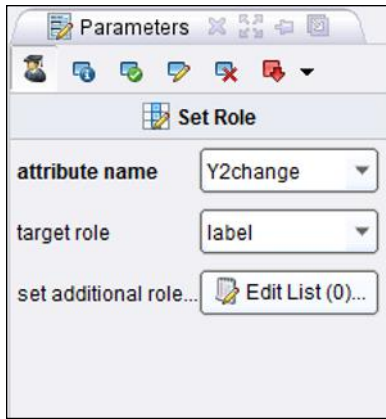 Parameters
Set Role
attribute name Y2change
target role label
set additional role... Edit List (0)...